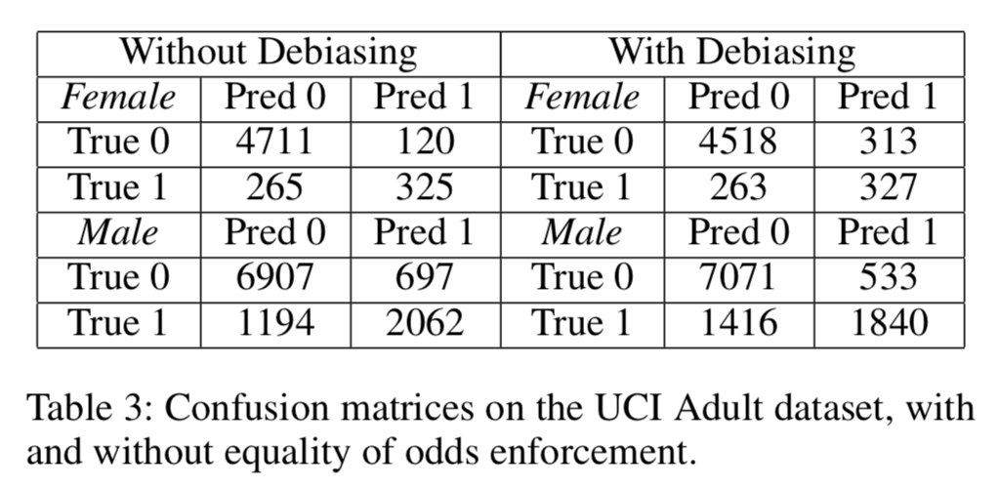 Without Debiasing With Debiasing
Female Pred 0 Pred 1 Female Pred 0 Pred 1
True 0 4711 120 True 0 4518 313
True 1 265 325 True 1 263 327
Male Pred 0 Pred 1 Male Pred 0 Pred 1
True 0 6907 697 True 0 7071 533
True 1 1194 2062 True 1 1416 1840
Table 3: Confusion matrices on the UCI Adult dataset, with
and without equality of odds enforcement.